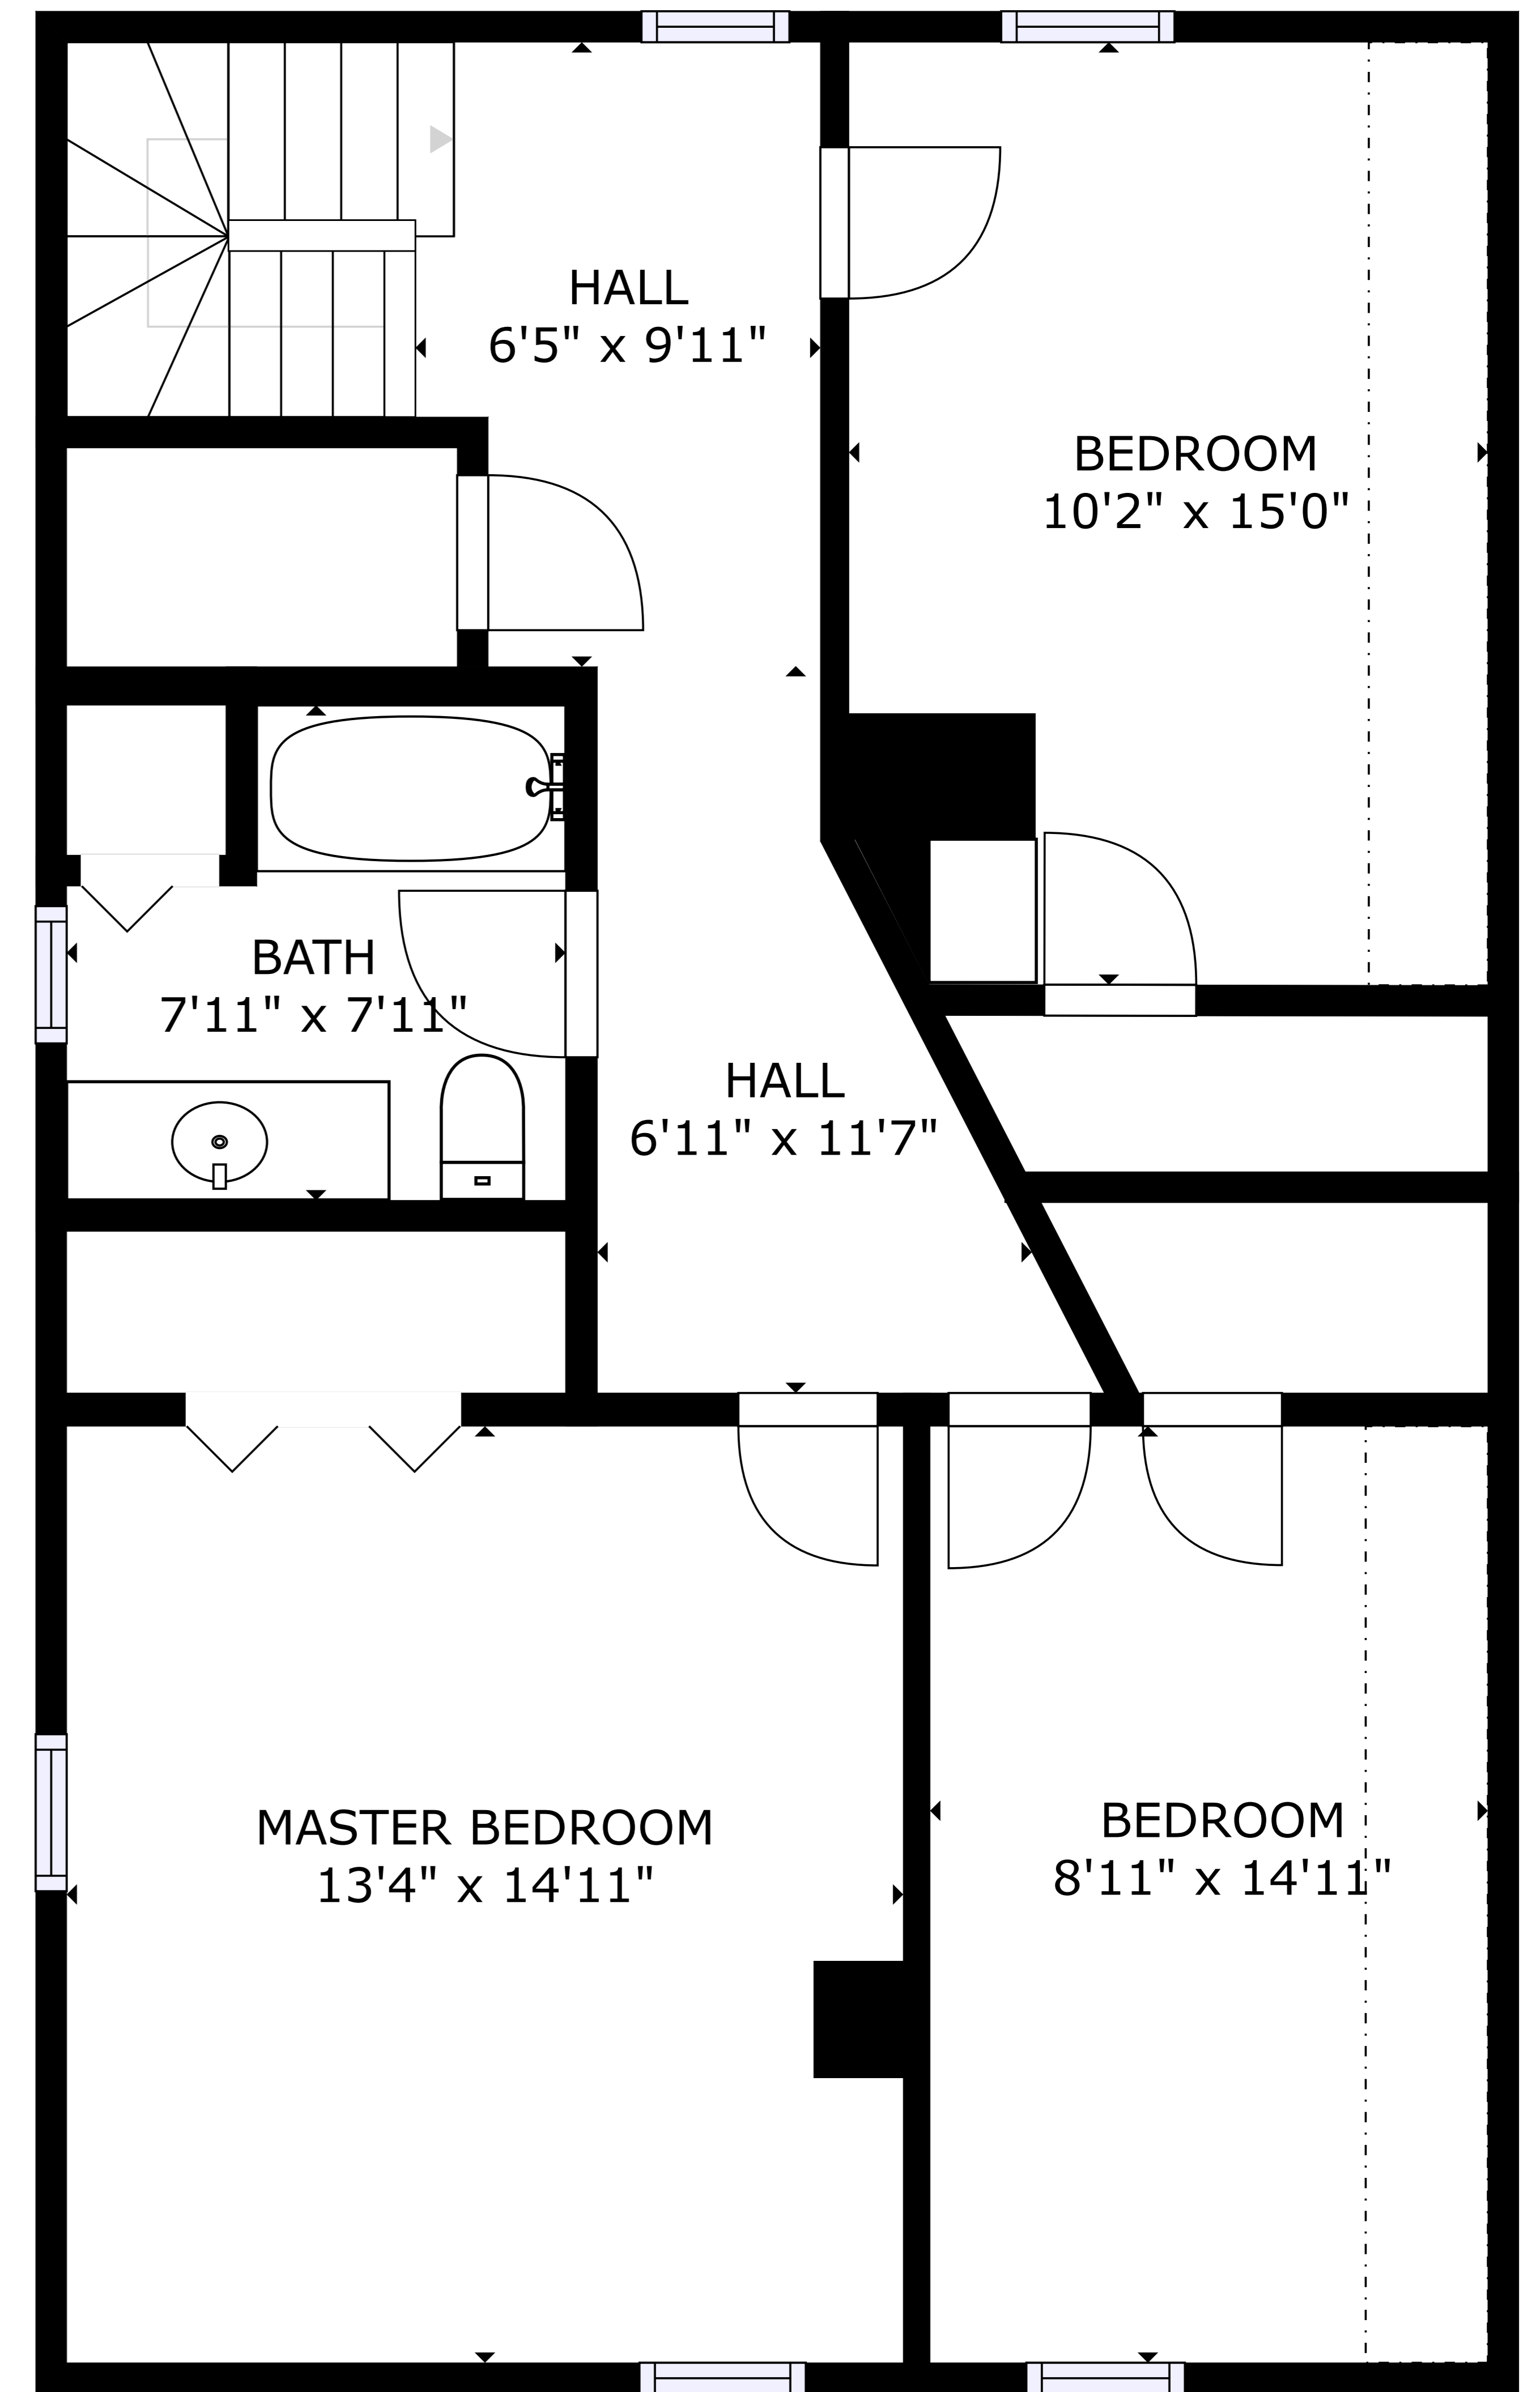 HALL
6'5" x 9'11"
BEDROOM
10'2" x 15'0"
BATH
7'11" x 7'11"
HALL
6'11" x 11'7"
MASTER BEDROOM
13'4" x 14'11"
BEDROOM
8'11" x 14'11"